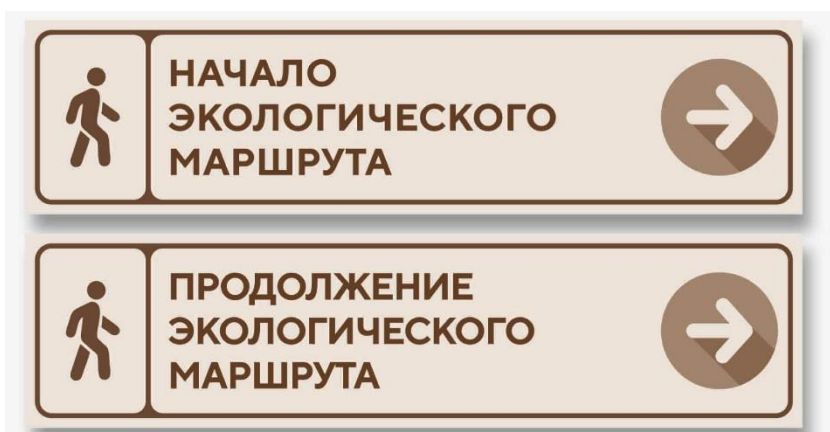 НАЧАЛО
ЭКОЛОГИЧЕСКОГО
МАРШРУТА
ПРОДОЛЖЕНИЕ
ЭКОЛОГИЧЕСКОГО
МАРШРУТА